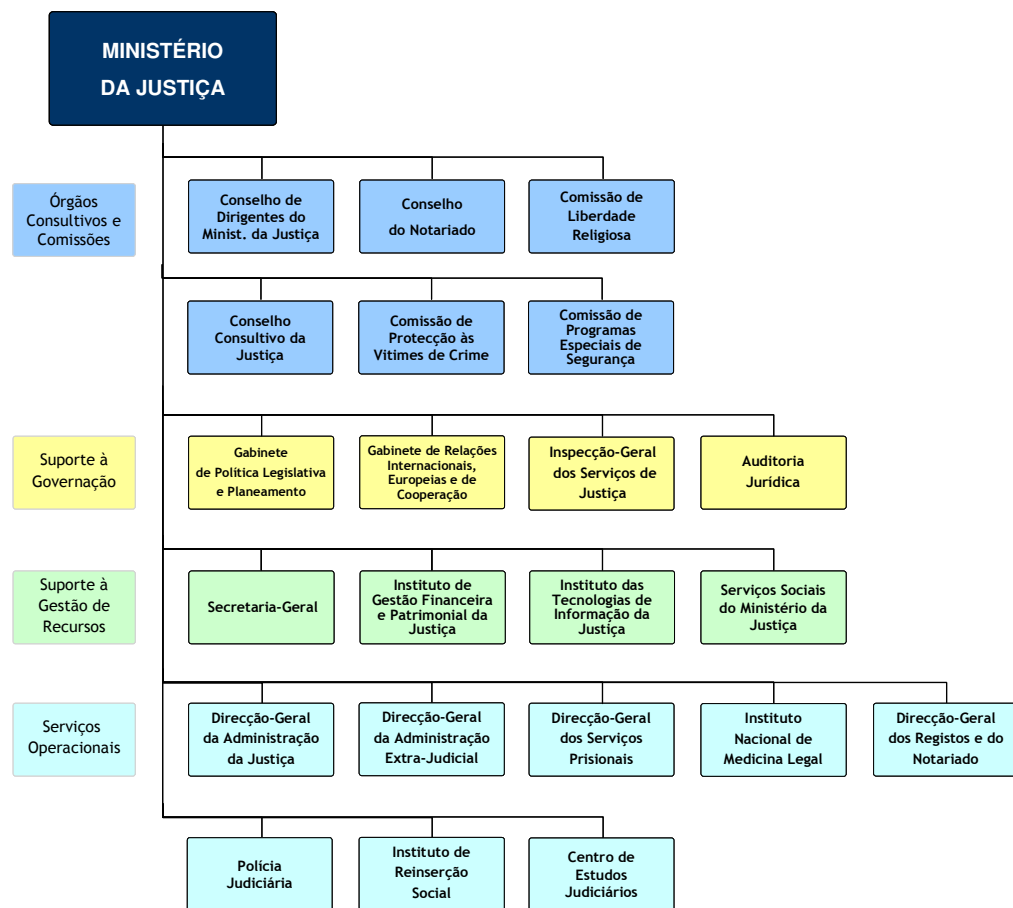 MINISTÉRIO
DA JUSTIÇA
Órgãos
Consultivos e
Comissões
Conselho de
Dirigentes do
Minist. da Justiça
Conselho
do Notariado
Comissão de
Liberdade
Religiosa
Conselho
Consultivo da
Justiça
Comissão de
Protecção às
Vitimes de Crime
Comissão de
Programas
Especiais de
Segurança
Suporte à
Governação
Gabinete
de Política Legislativa
e Planeamento
Gabinete de Relações
Internacionais,
Europeias e de
Cooperação
Inspecção-Geral
dos Serviços de
Justiça
Auditoria
Jurídica
Suporte à
Gestão de
Recursos
Secretaria-Geral
Instituto de
Gestão Financeira
e Patrimonial da
Justiça
Instituto das
Tecnologias de
Informação da
Justiça
Serviços Sociais
do Ministério da
Justiça
Serviços
Operacionais
Direcção-Geral
da Administração
da Justiça
Direcção-Geral
da Administração
Extra-Judicial
Direcção-Geral
dos Serviços
Prisionais
Instituto
Nacional de
Medicina Legal
Direcção-Geral
dos Registos e do
Notariado
Polícia
Judiciária
Instituto de
Reinserção
Social
Centro de
Estudos
Judiciários